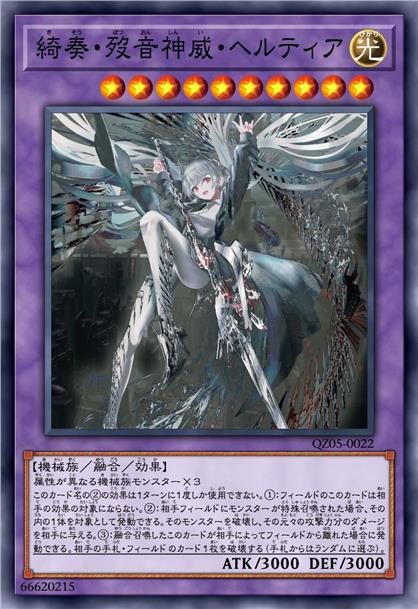 綺奏・歿音神威・ヘルティア
光
QZ05-0022
【機械族／融合／効果】
属性が異なる機械族モンスター×3
このカード名の②の効果は1ターンに1度しか使用できない。①:フィールドのこのカードは相
手の効果の対象にならない。②:相手フィールドにモンスターが特殊召喚された場合、その
内の1体を対象として発動できる。そのモンスターを破壊し、その元々の攻撃力分のダメージ
を相手に与える。③:融合召喚したこのカードが相手によってフィールドから離れた場合に発
動できる。相手の手札・フィールドのカード1枚を破壊する(手札からはランダムに選ぶ)。
ATK/3000 DEF/3000
66620215